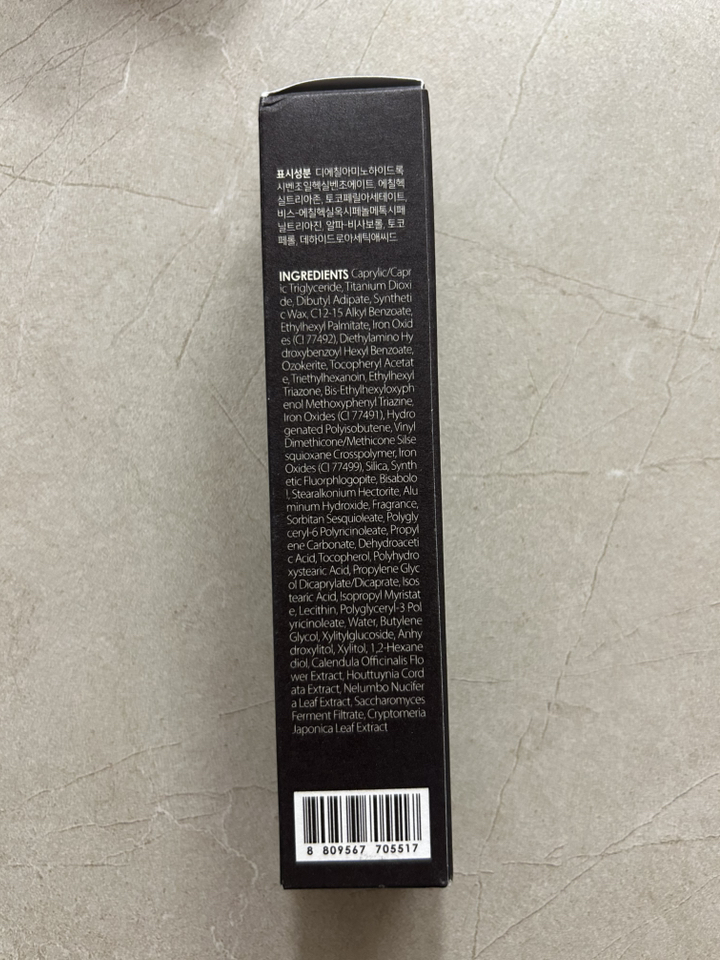 표시성분 디에칠아미노하이드록
시벤조일헥실벤조에이트, 에칠헥
실트리아존, 토코페릴아세테이트,
비스-에칠헥실옥시페놀메톡시페
닐트리아진, 알파-비사보롤, 토코
페롤, 데하이드로아세틱애씨드
INGREDIENTS Caprylic/Capr
ic Triglyceride, Titanium Dioxi
de, Dibutyl Adipate, Syntheti
c Wax, C12-15 Alkyl Benzoate,
Ethylhexyl Palmitate, Iron Oxid
es (CI 77492), Diethylamino Hy
droxybenzoyl Hexyl Benzoate,
Ozokerite, Tocopheryl Acetat
e, Triethylhexanoin, Ethylhexyl
Triazone, Bis-Ethylhexyloxyph
enol Methoxyphenyl Triazine,
Iron Oxides (CI 77491), Hydro
genated Polyisobutene, Vinyl
Dimethicone/Methicone Silse
squioxane Crosspolymer, Iron
Oxides (CI 77499), Silica, Synth
etic Fluorphlogopite, Bisabolo
l, Stearalkonium Hectorite, Alu
minum Hydroxide, Fragrance,
Sorbitan Sesquioleate, Polygly
ceryl-6 Polyricinoleate, Propyl
ene Carbonate, Dehydroaceti
c Acid, Tocopherol, Polyhydro
xystearic Acid, Propylene Glyc
ol Dicaprylate/Dicaprate, Isos
tearic Acid, Isopropyl Myristat
e, Lecithin, Polyglyceryl-3 Pol
yricinoleate, Water, Butylene
Glycol, Xylitylglucoside, Anhy
droxylitol, Xylitol, 1,2-Hexane
diol, Calendula Officinalis Flo
wer Extract, Houttuynia Cord
ata Extract, Nelumbo Nucifer
a Leaf Extract, Saccharomyces
Ferment Filtrate, Cryptomeria
Japonica Leaf Extract
8 809567 705517